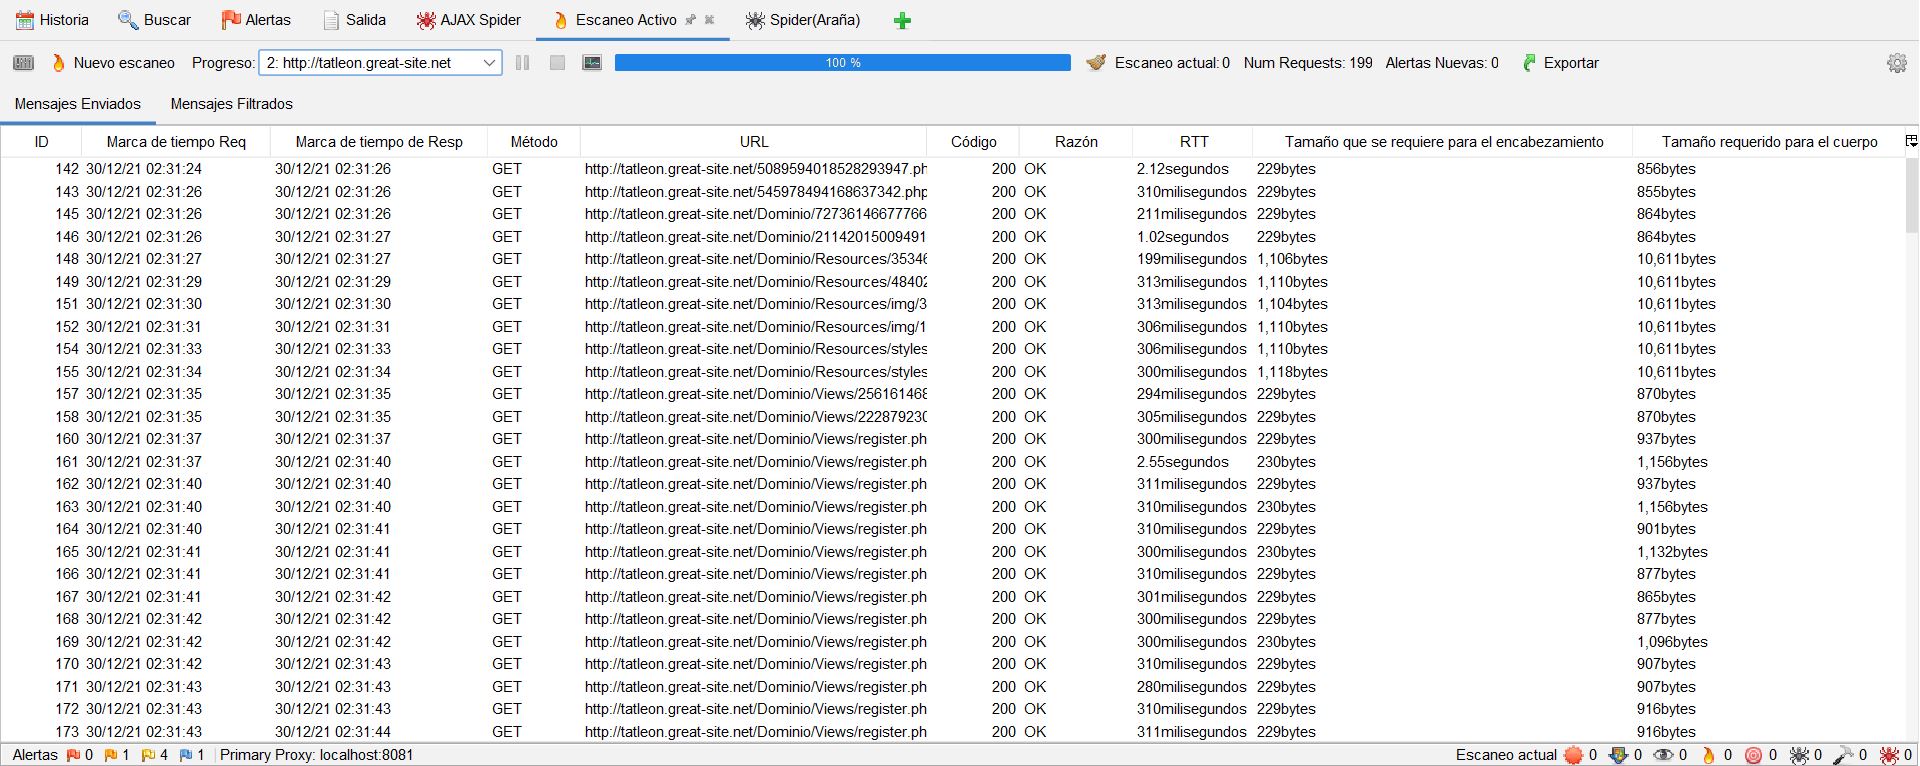 Historia Buscar Alertas Salida AJAX Spider Escaneo Activo Spider(Araña)
Nuevo escaneo Progreso: 2: http://tatleon.great-site.net 100 % Escaneo actual: 0 Num Requests: 199 Alertas Nuevas: 0 Exportar
Mensajes Enviados Mensajes Filtrados
ID Marca de tiempo Req Marca de tiempo de Resp Método URL Código Razón RTT Tamaño que se requiere para el encabezamiento Tamaño requerido para el cuerpo
142 30/12/21 02:31:24 30/12/21 02:31:26 GET http://tatleon.great-site.net/5089594018528293947.ph 200 OK 2.12segundos 229bytes 856bytes
143 30/12/21 02:31:26 30/12/21 02:31:26 GET http://tatleon.great-site.net/545978494168637342.php 200 OK 310milisegundos 229bytes 855bytes
145 30/12/21 02:31:26 30/12/21 02:31:26 GET http://tatleon.great-site.net/Dominio/72736146677766 200 OK 211milisegundos 229bytes 864bytes
146 30/12/21 02:31:26 30/12/21 02:31:27 GET http://tatleon.great-site.net/Dominio/21142015009491 200 OK 1.02segundos 229bytes 864bytes
148 30/12/21 02:31:27 30/12/21 02:31:27 GET http://tatleon.great-site.net/Dominio/Resources/35346 200 OK 199milisegundos 1,106bytes 10,611bytes
149 30/12/21 02:31:29 30/12/21 02:31:29 GET http://tatleon.great-site.net/Dominio/Resources/48402 200 OK 313milisegundos 1,110bytes 10,611bytes
151 30/12/21 02:31:30 30/12/21 02:31:30 GET http://tatleon.great-site.net/Dominio/Resources/img/3 200 OK 313milisegundos 1,104bytes 10,611bytes
152 30/12/21 02:31:31 30/12/21 02:31:31 GET http://tatleon.great-site.net/Dominio/Resources/img/1 200 OK 306milisegundos 1,110bytes 10,611bytes
154 30/12/21 02:31:33 30/12/21 02:31:33 GET http://tatleon.great-site.net/Dominio/Resources/styles 200 OK 306milisegundos 1,110bytes 10,611bytes
155 30/12/21 02:31:34 30/12/21 02:31:34 GET http://tatleon.great-site.net/Dominio/Resources/styles 200 OK 300milisegundos 1,118bytes 10,611bytes
157 30/12/21 02:31:35 30/12/21 02:31:35 GET http://tatleon.great-site.net/Dominio/Views/256161468 200 OK 294milisegundos 229bytes 870bytes
158 30/12/21 02:31:35 30/12/21 02:31:35 GET http://tatleon.great-site.net/Dominio/Views/222879230 200 OK 305milisegundos 229bytes 870bytes
160 30/12/21 02:31:37 30/12/21 02:31:37 GET http://tatleon.great-site.net/Dominio/Views/register.ph 200 OK 300milisegundos 229bytes 937bytes
161 30/12/21 02:31:37 30/12/21 02:31:40 GET http://tatleon.great-site.net/Dominio/Views/register.ph 200 OK 2.55segundos 230bytes 1,156bytes
162 30/12/21 02:31:40 30/12/21 02:31:40 GET http://tatleon.great-site.net/Dominio/Views/register.ph 200 OK 311milisegundos 229bytes 937bytes
163 30/12/21 02:31:40 30/12/21 02:31:40 GET http://tatleon.great-site.net/Dominio/Views/register.ph 200 OK 310milisegundos 230bytes 1,156bytes
164 30/12/21 02:31:40 30/12/21 02:31:41 GET http://tatleon.great-site.net/Dominio/Views/register.ph 200 OK 310milisegundos 229bytes 901bytes
165 30/12/21 02:31:41 30/12/21 02:31:41 GET http://tatleon.great-site.net/Dominio/Views/register.ph 200 OK 300milisegundos 230bytes 1,132bytes
166 30/12/21 02:31:41 30/12/21 02:31:41 GET http://tatleon.great-site.net/Dominio/Views/register.ph 200 OK 310milisegundos 229bytes 877bytes
167 30/12/21 02:31:41 30/12/21 02:31:42 GET http://tatleon.great-site.net/Dominio/Views/register.ph 200 OK 301milisegundos 229bytes 865bytes
168 30/12/21 02:31:42 30/12/21 02:31:42 GET http://tatleon.great-site.net/Dominio/Views/register.ph 200 OK 300milisegundos 229bytes 877bytes
169 30/12/21 02:31:42 30/12/21 02:31:42 GET http://tatleon.great-site.net/Dominio/Views/register.ph 200 OK 300milisegundos 230bytes 1,096bytes
170 30/12/21 02:31:42 30/12/21 02:31:43 GET http://tatleon.great-site.net/Dominio/Views/register.ph 200 OK 310milisegundos 229bytes 907bytes
171 30/12/21 02:31:43 30/12/21 02:31:43 GET http://tatleon.great-site.net/Dominio/Views/register.ph 200 OK 280milisegundos 229bytes 907bytes
172 30/12/21 02:31:43 30/12/21 02:31:43 GET http://tatleon.great-site.net/Dominio/Views/register.ph 200 OK 310milisegundos 229bytes 916bytes
173 30/12/21 02:31:43 30/12/21 02:31:44 GET http://tatleon.great-site.net/Dominio/Views/register.ph 200 OK 311milisegundos 229bytes 916bytes
Alertas 0 1 4 1 Primary Proxy: localhost:8081 Escaneo actual 0 0 0 0 0 0 0 0